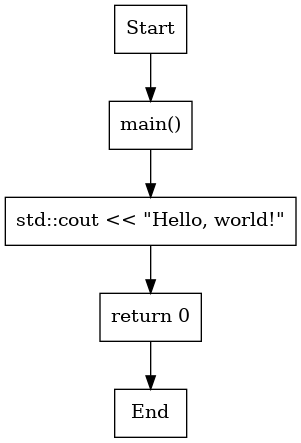 Start
main()
std::cout << "Hello, world!"
return 0
End